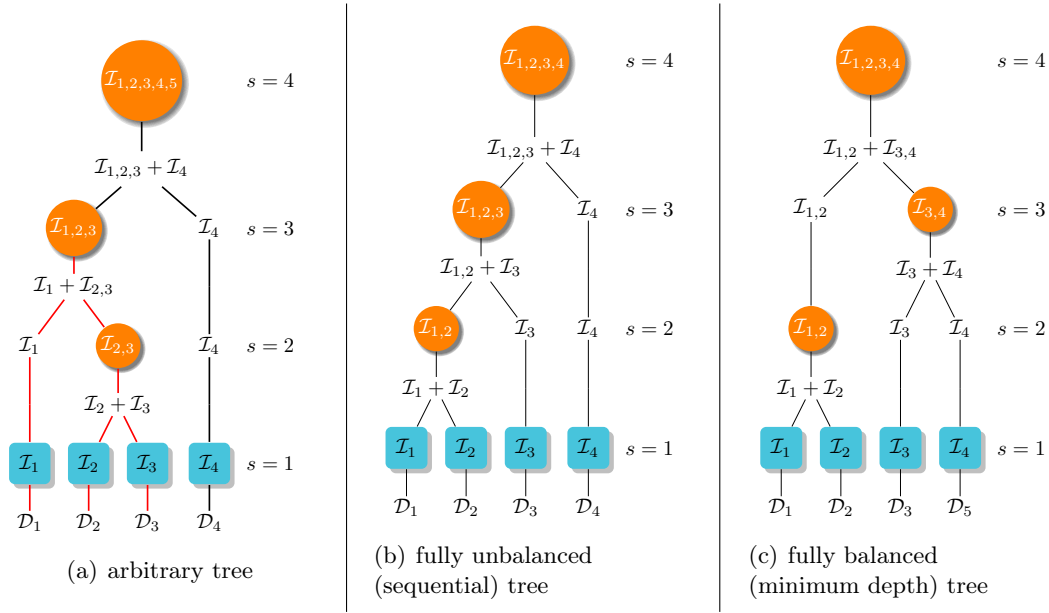 I1,2,3,4,5
s = 4
I1,2,3 + I4
I1,2,3
I4
s = 3
I1 + I2,3
I1
I2,3
I4
s = 2
I2 + I3
I1
I2
I3
I4
s = 1
D1
D2
D3
D4
(a) arbitrary tree
I1,2,3,4
s = 4
I1,2,3 + I4
I1,2,3
I4
s = 3
I1,2 + I3
I1,2
I3
I4
s = 2
I1 + I2
I1
I2
I3
I4
s = 1
D1
D2
D3
D4
(b) fully unbalanced
(sequential) tree
I1,2,3,4
s = 4
I1,2 + I3,4
I1,2
I3,4
s = 3
I3 + I4
I1,2
I3
I4
s = 2
I1 + I2
I1
I2
I3
I4
s = 1
D1
D2
D3
D5
(c) fully balanced
(minimum depth) tree